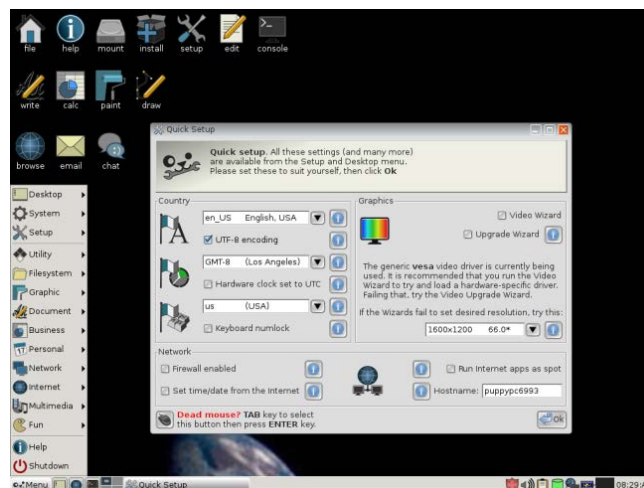 file help mount install setup edit console
write calc paint draw
browse email chat
Desktop
System
Setup
Utility
Filesystem
Graphic
Document
Business
Personal
Network
Internet
Multimedia
Fun
Help
Shutdown
Quick Setup
Quick setup. All these settings (and many more)
are available from the Setup and Desktop menu.
Please set these to suit yourself, then click Ok
Country
en_US English, USA
UTF-8 encoding
GMT-8 (Los Angeles)
Hardware clock set to UTC
us (USA)
Keyboard numlock
Graphics
Video Wizard
Upgrade Wizard
The generic vesa video driver is currently being
used. It is recommended that you run the Video
Wizard to try and load a hardware-specific driver.
Failing that, try the Video Upgrade Wizard.
If the Wizards fail to set desired resolution, try this:
1600x1200 66.0*
Network
Firewall enabled
Set time/date from the Internet
Run Internet apps as spot
Hostname: puppypc6993
Dead mouse? TAB key to select
this button then press ENTER key.
Ok
Menu
Quick Setup
08:29